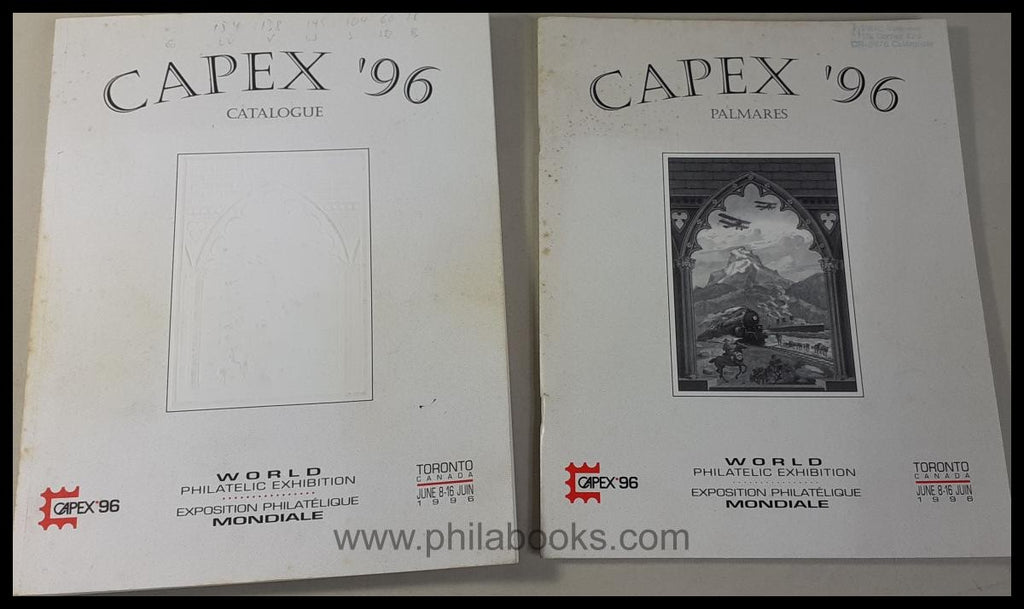 CAPEX '96
CATALOGUE
CAPEX '96
WORLD
PHILATELIC EXHIBITION
EXPOSITION PHILATÉLIQUE
MONDIALE
TORONTO
CANADA
JUNE 8-16 JUIN
1996
CAPEX '96
PALMARES
CAPEX '96
WORLD
PHILATELIC EXHIBITION
EXPOSITION PHILATÉLIQUE
MONDIALE
TORONTO
CANADA
JUNE 8-16 JUIN
1996
www.philabooks.com